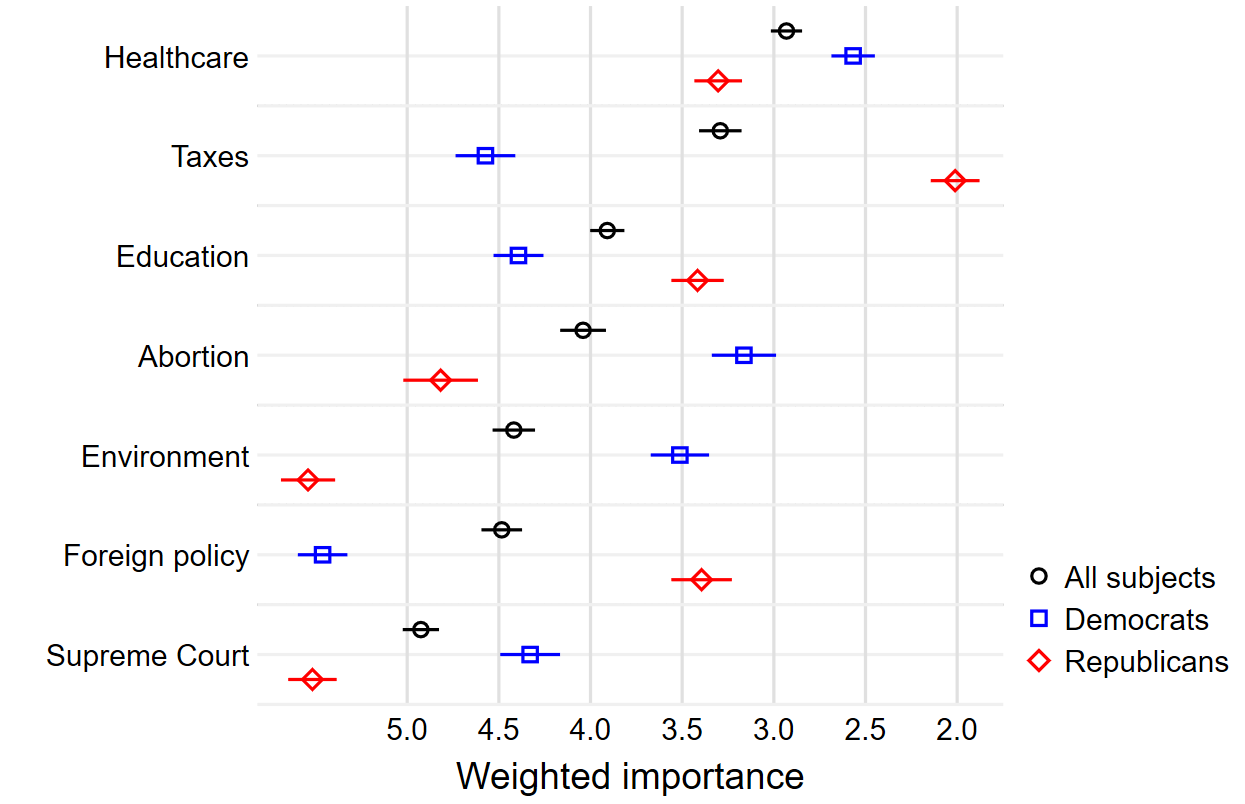 Healthcare
Taxes
Education
Abortion
Environment
Foreign policy
Supreme Court
All subjects
Democrats
Republicans
5.0 4.5 4.0 3.5 3.0 2.5 2.0
Weighted importance